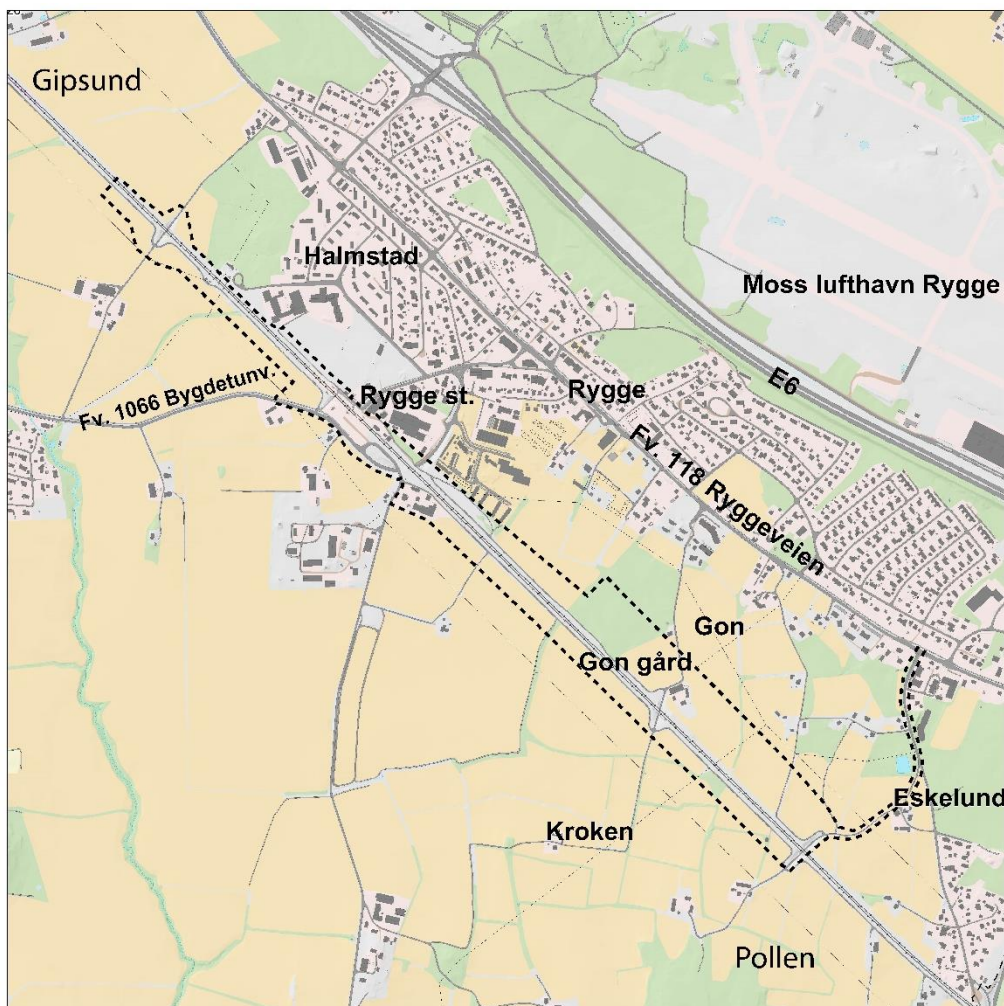 Gipsund
Halmstad
Moss lufthavn Rygge
E6
Fv. 1066 Bygdetunv.
Rygge st.
Rygge
Fv. 118 Ryggeveien
Gon
Gon gård.
Eskelund
Kroken
Pollen